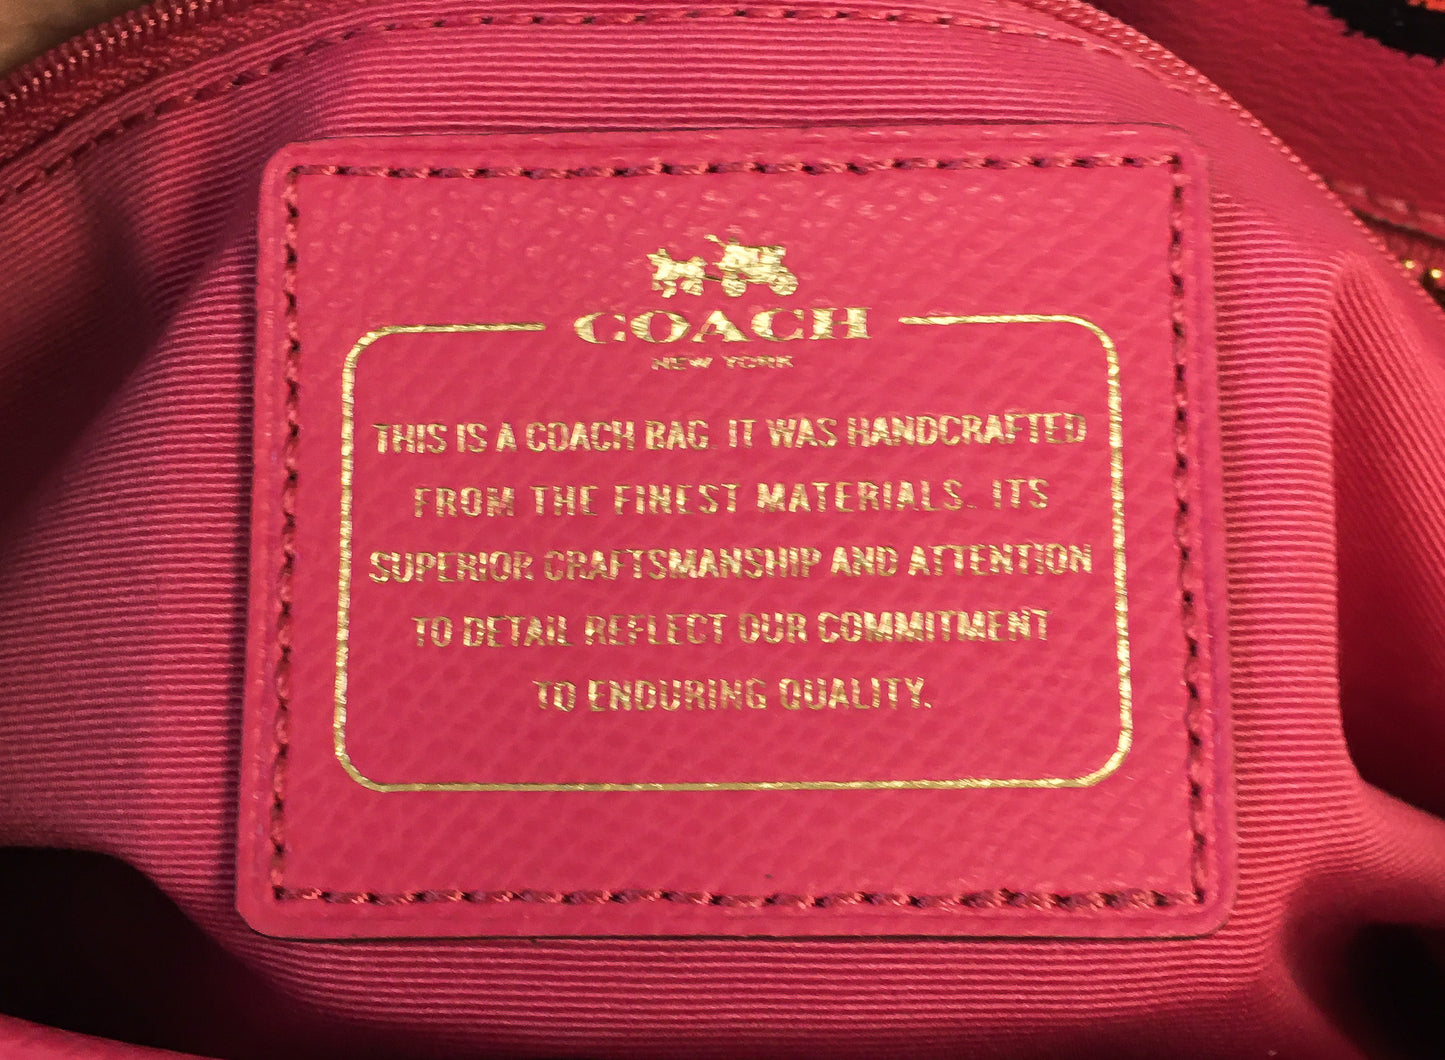 COACH
NEW YORK
THIS IS A COACH BAG. IT WAS HANDCRAFTED
FROM THE FINEST MATERIALS. ITS
SUPERIOR CRAFTSMANSHIP AND ATTENTION
TO DETAIL REFLECT OUR COMMITMENT
TO ENDURING QUALITY.